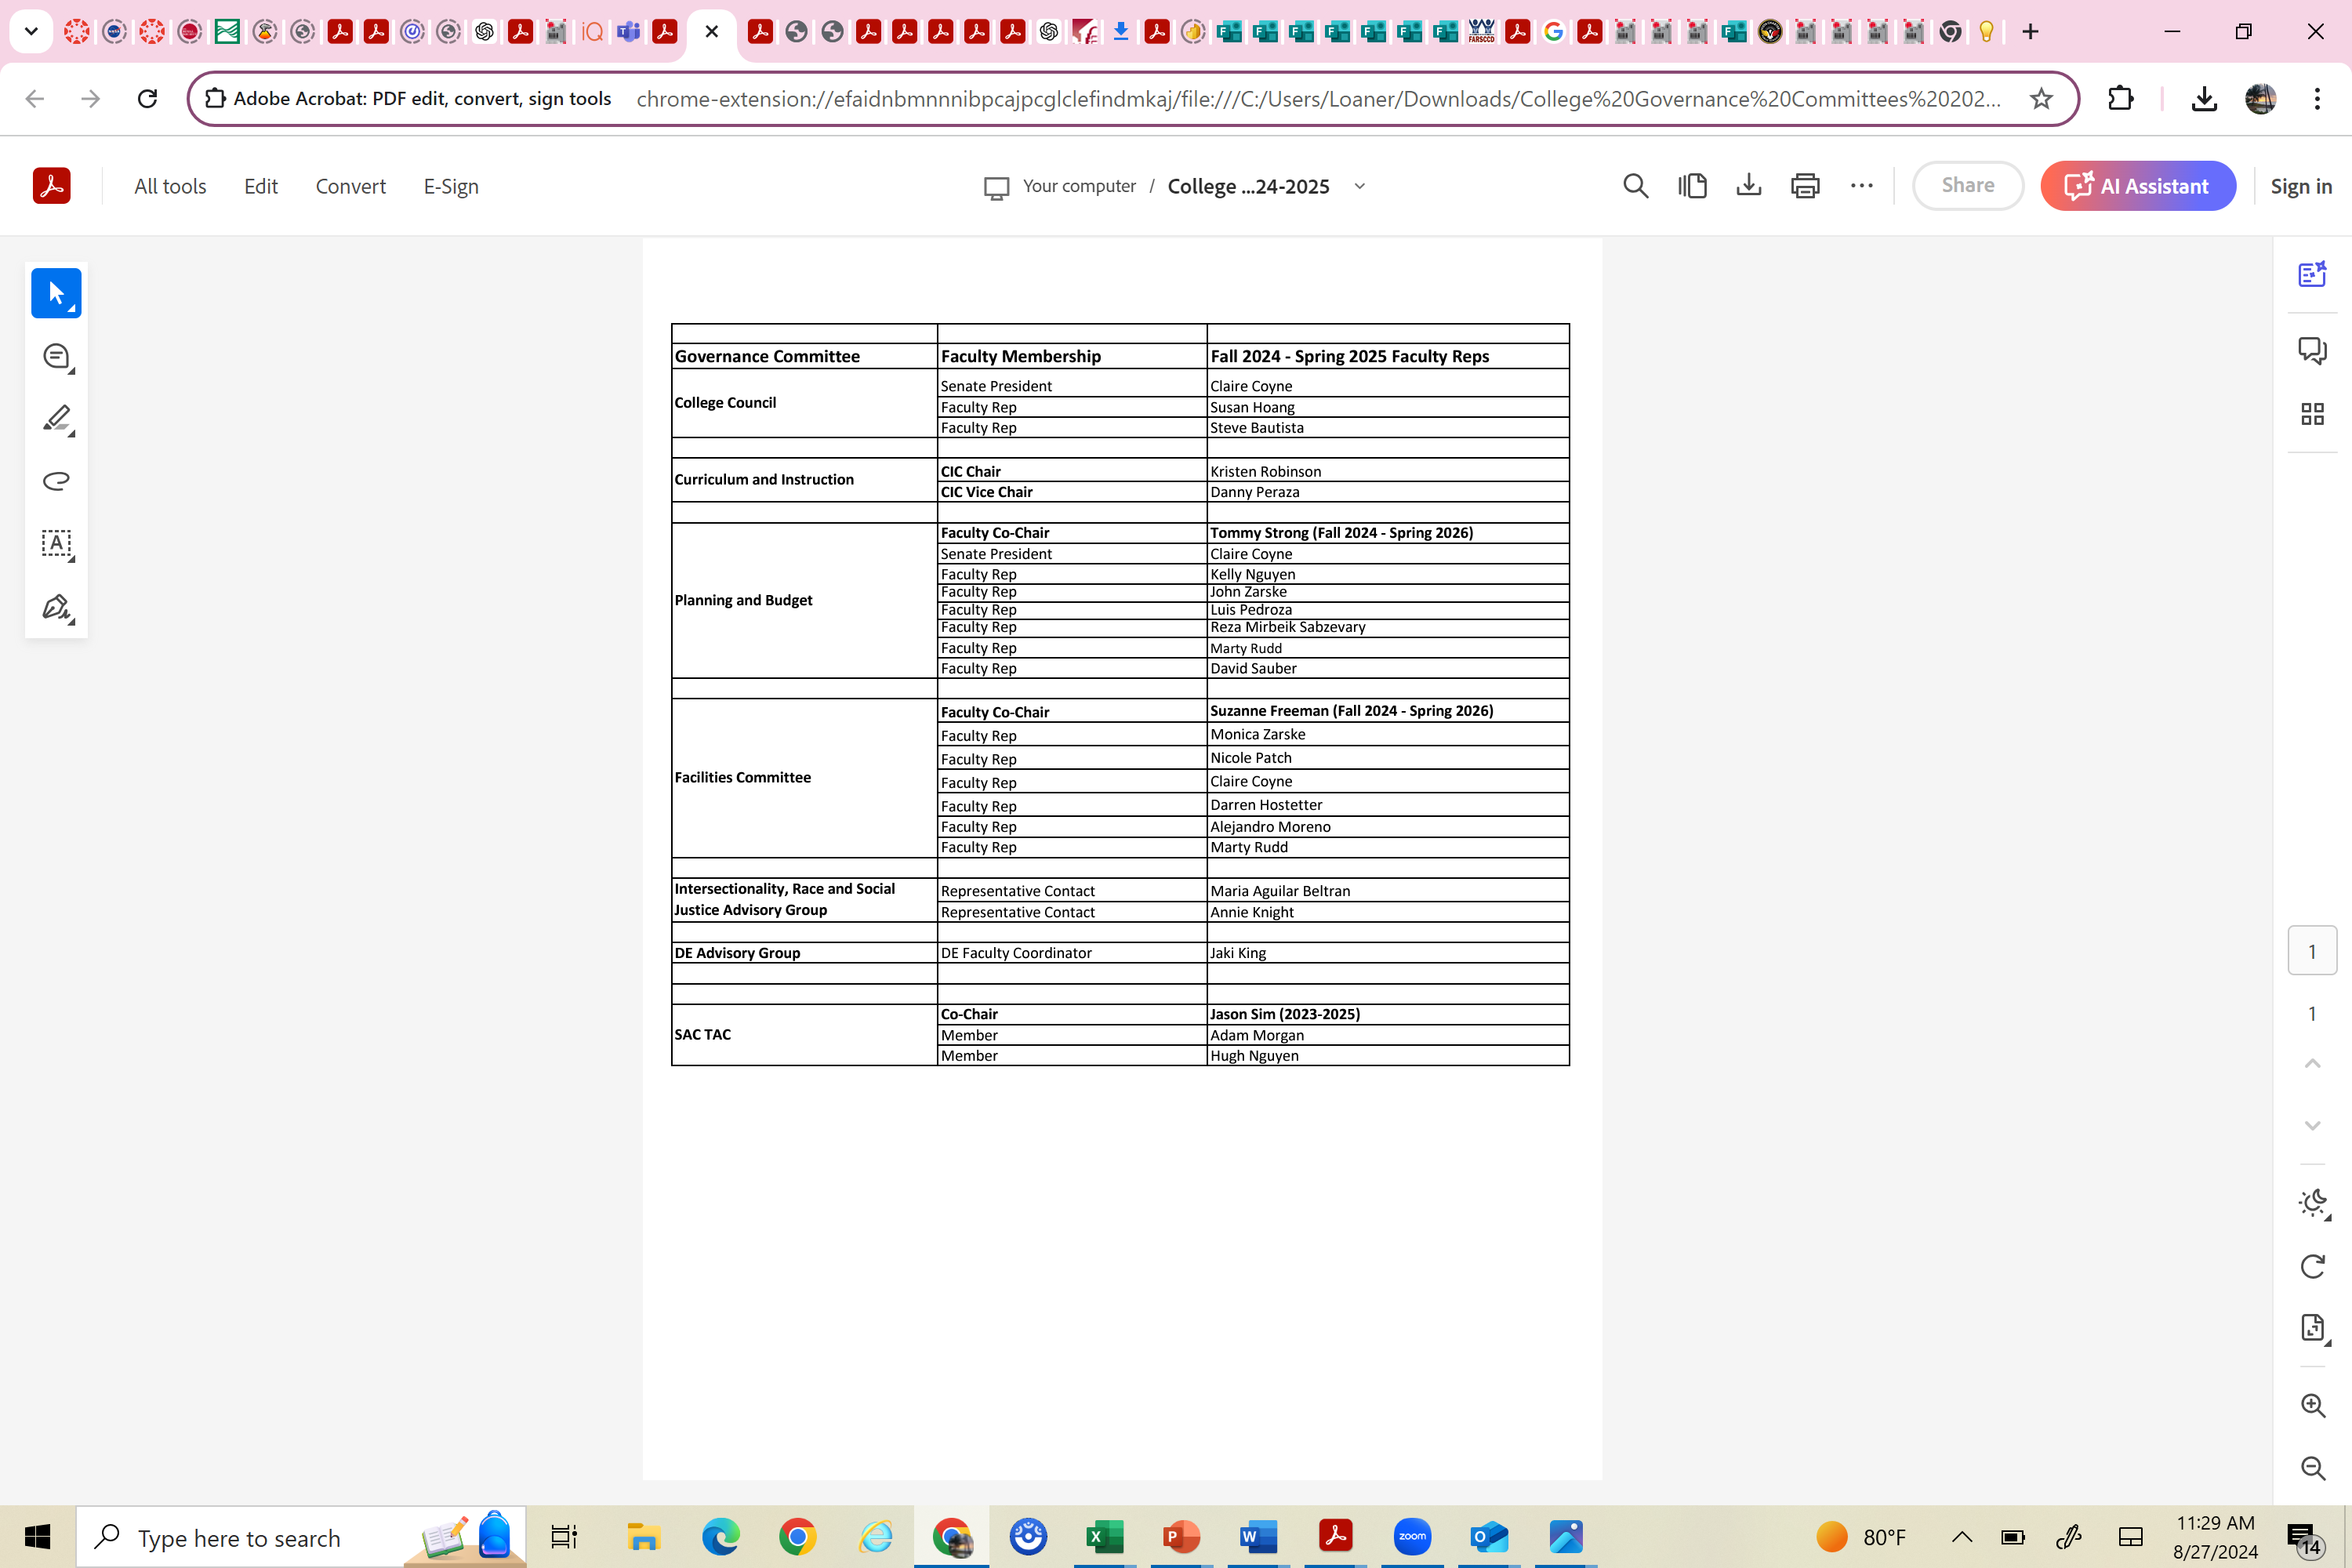 Adobe Acrobat: PDF edit, convert, sign tools chrome-extension://efaidnbmnnnibpcajpcglclefindmkaj/file:///C:/Users/Loaner/Downloads/College%20Governance%20Committees%20202...
All tools Edit Convert E-Sign Your computer / College ...24-2025 Share AI Assistant Sign in
Governance Committee Faculty Membership Fall 2024 - Spring 2025 Faculty Reps
College Council
Senate President Claire Coyne
Faculty Rep Susan Hoang
Faculty Rep Steve Bautista
Curriculum and Instruction
CIC Chair Kristen Robinson
CIC Vice Chair Danny Peraza
Planning and Budget
Faculty Co-Chair Tommy Strong (Fall 2024 - Spring 2026)
Senate President Claire Coyne
Faculty Rep Kelly Nguyen
Faculty Rep John Zarske
Faculty Rep Luis Pedroza
Faculty Rep Reza Mirbeik Sabzevary
Faculty Rep Marty Rudd
Faculty Rep David Sauber
Facilities Committee
Faculty Co-Chair Suzanne Freeman (Fall 2024 - Spring 2026)
Faculty Rep Monica Zarske
Faculty Rep Nicole Patch
Faculty Rep Claire Coyne
Faculty Rep Darren Hostetter
Faculty Rep Alejandro Moreno
Faculty Rep Marty Rudd
Intersectionality, Race and Social
Justice Advisory Group
Representative Contact Maria Aguilar Beltran
Representative Contact Annie Knight
DE Advisory Group DE Faculty Coordinator Jaki King
SAC TAC
Co-Chair Jason Sim (2023-2025)
Member Adam Morgan
Member Hugh Nguyen
1
1
Type here to search
zoom
80°F
11:29 AM
8/27/2024
14